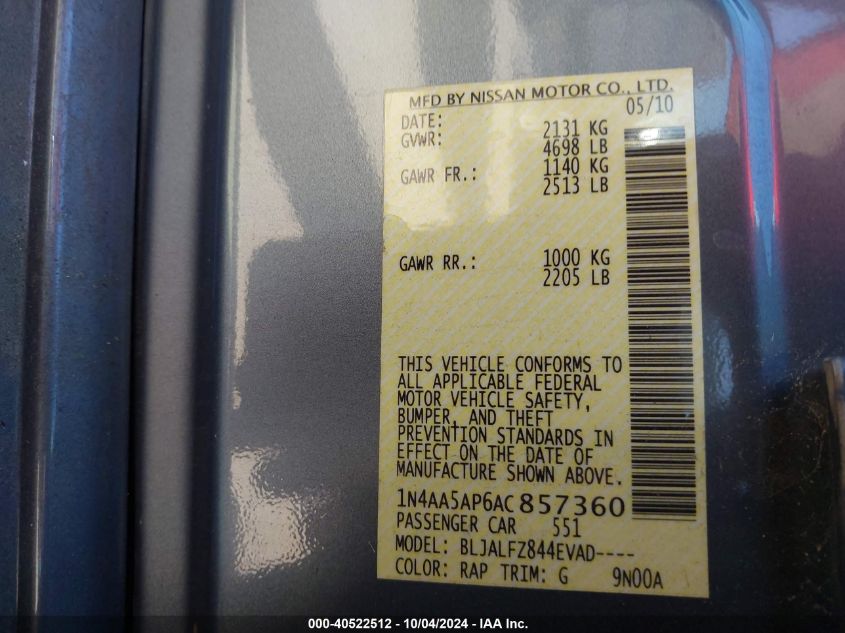 MFD BY NISSAN MOTOR CO., LTD.
DATE: 05/10
GVWR: 2131 KG
4698 LB
GAWR FR.: 1140 KG
2513 LB
GAWR RR.: 1000 KG
2205 LB
THIS VEHICLE CONFORMS TO
ALL APPLICABLE FEDERAL
MOTOR VEHICLE SAFETY,
BUMPER, AND THEFT
PREVENTION STANDARDS IN
EFFECT ON THE DATE OF
MANUFACTURE SHOWN ABOVE.
1N4AA5AP6AC857360
PASSENGER CAR 551
MODEL: BLJALFZ844EVAD----
COLOR: RAP TRIM: G 9N00A
000-40522512 - 10/04/2024 - IAA Inc.